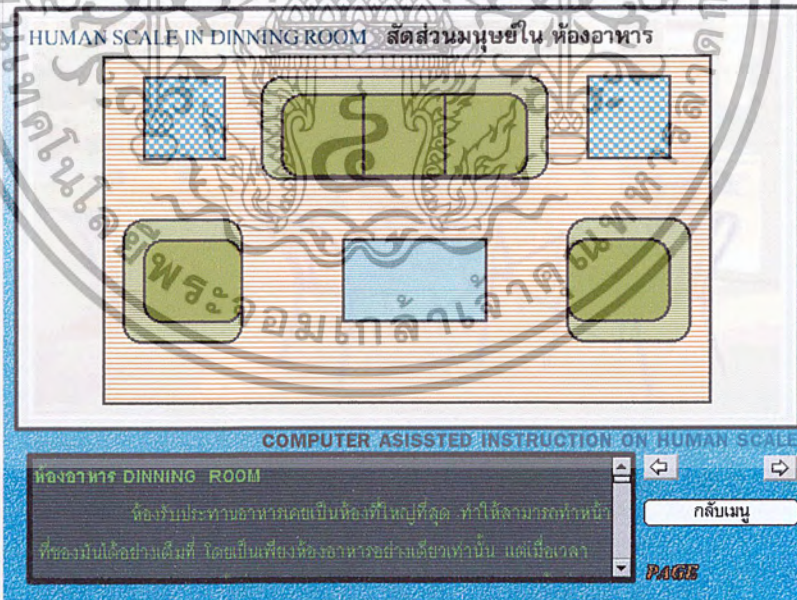 HUMAN SCALE IN DINNING ROOM สัดส่วนมนุษย์ใน ห้องอาหาร
COMPUTER ASISSTED INSTRUCTION ON HUMAN SCALE
ห้องอาหาร DINNING ROOM
ห้องรับประทานอาหารเคยเป็นห้องที่ใหญ่ที่สุด ทำให้สามารถทำหน้า
ที่ของมันได้อย่างเต็มที่ โดยเป็นเพียงห้องอาหารอย่างเดียวเท่านั้น แต่เมื่อเวลา
กลับเมนู
PAGE